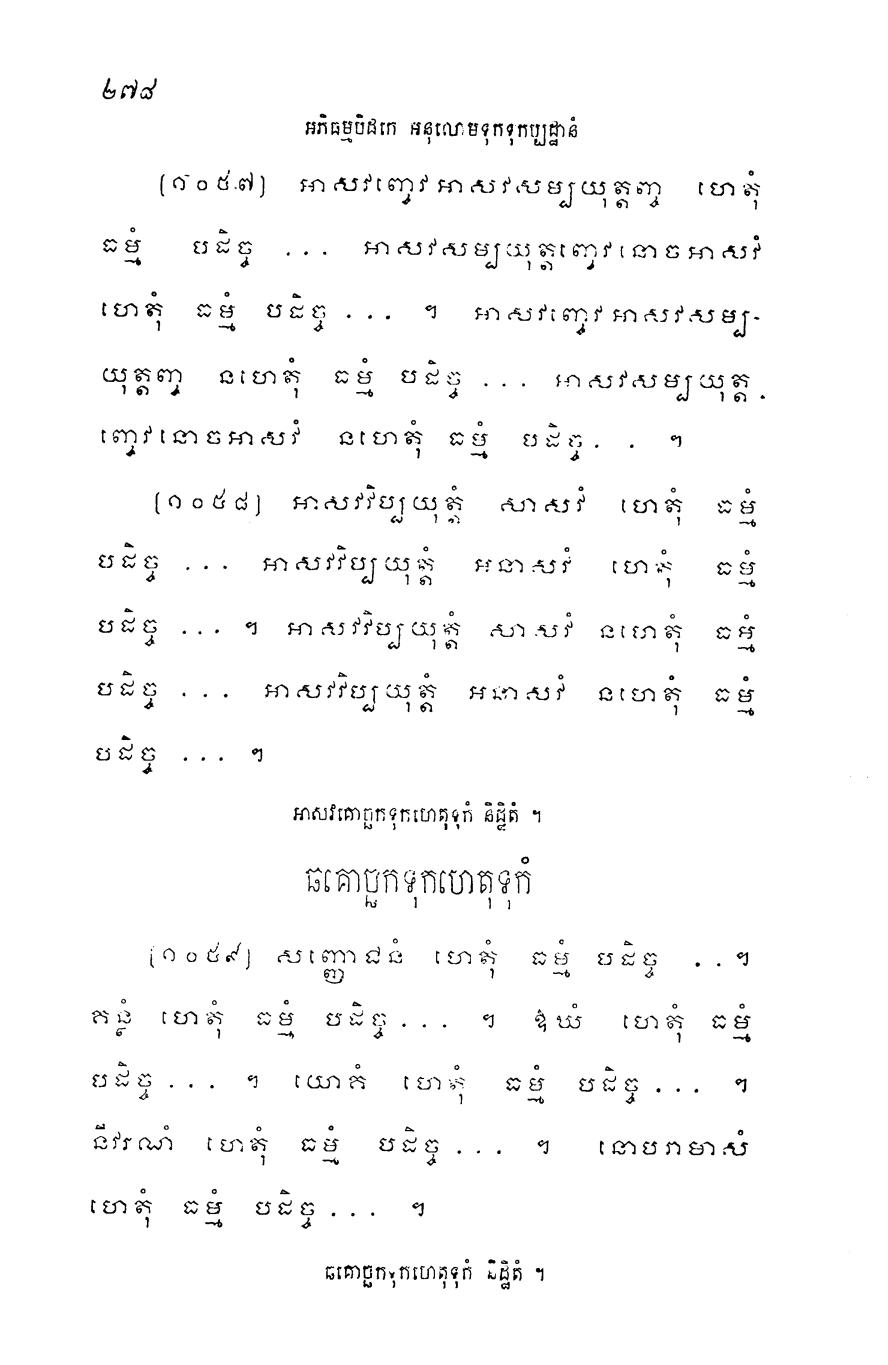 ២៧៨
អភិធម្មបិដកេ អនុលោមទុកទុកប្បដ្ឋានំ
(១០៥៧) អាសវញ្ចេវអាសវសម្បយុត្តញ្ច ហេតុំ
ធម្មំ បដិច្ច ... អាសវសម្បយុត្តញ្ចេវនោចអាសវំ
ហេតុំ ធម្មំ បដិច្ច ... ។ អាសវញ្ចេវអាសវសម្ប-
យុត្តញ្ច នហេតុំ ធម្មំ បដិច្ច ... អាសវសម្បយុត្ត
ញ្ចេវនោចអាសវំ នហេតុំ ធម្មំ បដិច្ច . . ។
(១០៥៨) អាសវវិប្បយុត្តំ សាសវំ ហេតុំ ធម្មំ
បដិច្ច ... អាសវវិប្បយុត្តំ អនាសវំ ហេតុំ ធម្មំ
បដិច្ច ... ។ អាសវវិប្បយុត្តំ សាសវំ នហេតុំ ធម្មំ
បដិច្ច ... អាសវវិប្បយុត្តំ អនាសវំ នហេតុំ ធម្មំ
បដិច្ច ... ។
អាសវគោច្ឆកទុកហេតុទុកំ និដ្ឋិតំ ។
ឆគោច្ឆកទុកហេតុទុកំ
(១០៥៩) សញ្ញោជនំ ហេតុំ ធម្មំ បដិច្ច ..។
គន្ថំ ហេតុំ ធម្មំ បដិច្ច ... ។ ឱឃំ ហេតុំ ធម្មំ
បដិច្ច ... ។ យោគំ ហេតុំ ធម្មំ បដិច្ច ... ។
នីវរណំ ហេតុំ ធម្មំ បដិច្ច ... ។ នោបរាមាសំ
ហេតុំ ធម្មំ បដិច្ច ... ។
ឆគោច្ឆកទុកហេតុទុកំ និដ្ឋិតំ ។